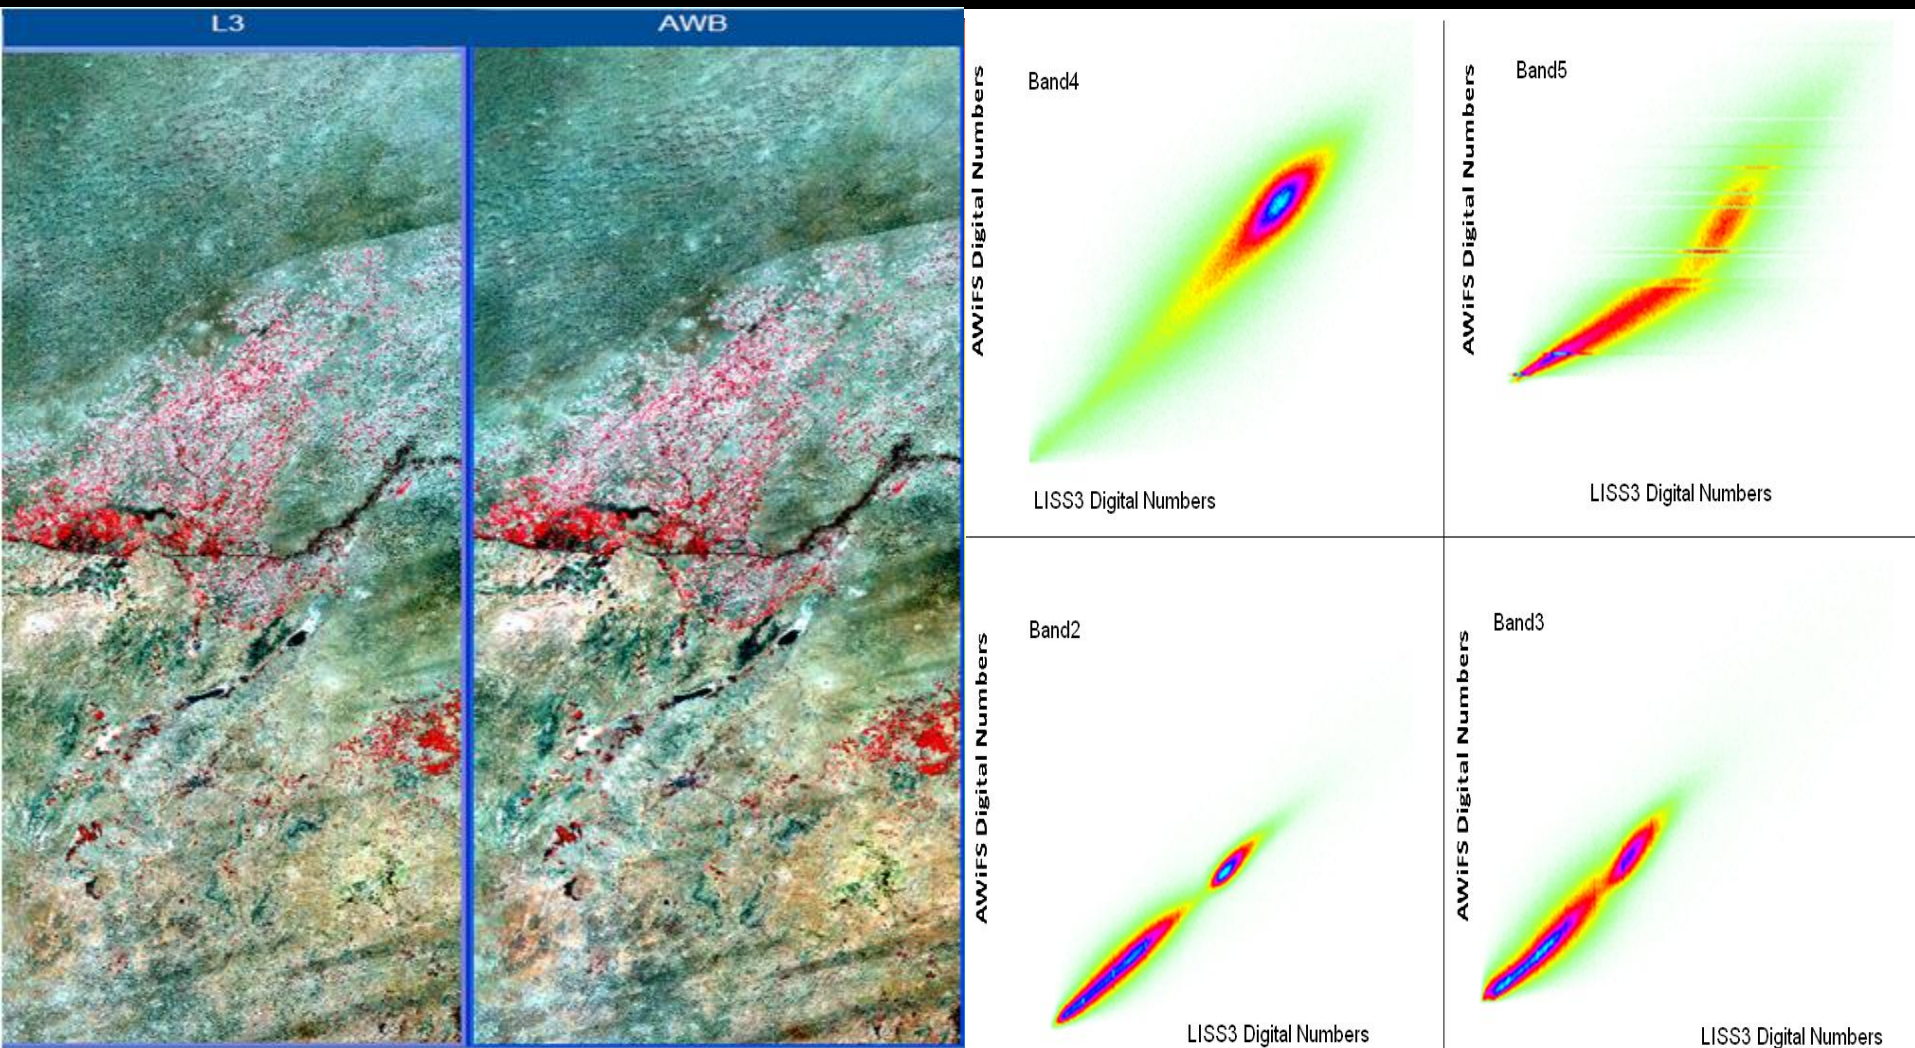 L3
AWB
Band4
AWiFS Digital Numbers
LISS3 Digital Numbers
Band5
AWiFS Digital Numbers
LISS3 Digital Numbers
Band2
AWiFS Digital Numbers
LISS3 Digital Numbers
Band3
AWiFS Digital Numbers
LISS3 Digital Numbers